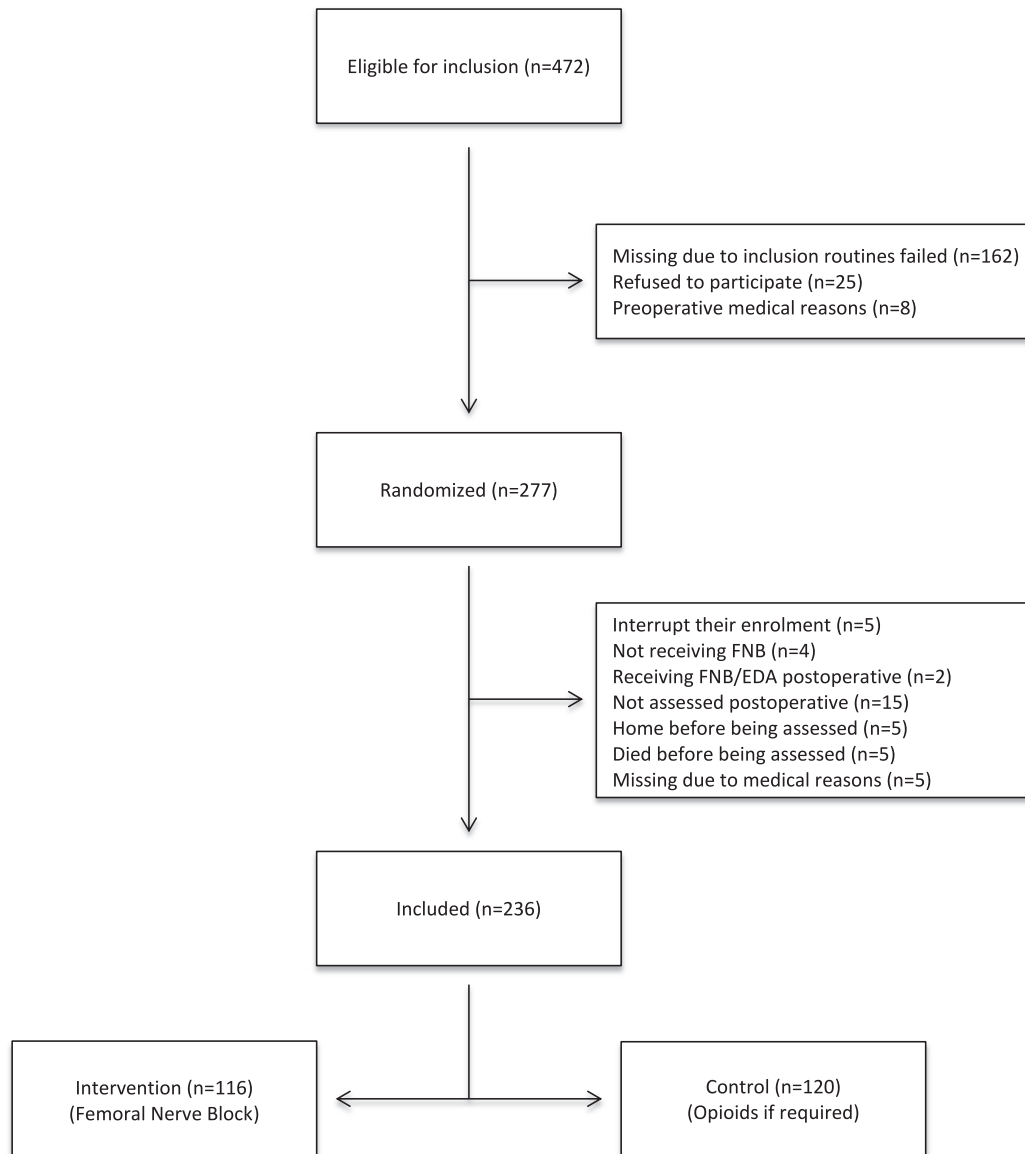 Eligible for inclusion (n=472)
Missing due to inclusion routines failed (n=162)
Refused to participate (n=25)
Preoperative medical reasons (n=8)
Randomized (n=277)
Interrupt their enrolment (n=5)
Not receiving FNB (n=4)
Receiving FNB/EDA postoperative (n=2)
Not assessed postoperative (n=15)
Home before being assessed (n=5)
Died before being assessed (n=5)
Missing due to medical reasons (n=5)
Included (n=236)
Intervention (n=116)
(Femoral Nerve Block)
Control (n=120)
(Opioids if required)